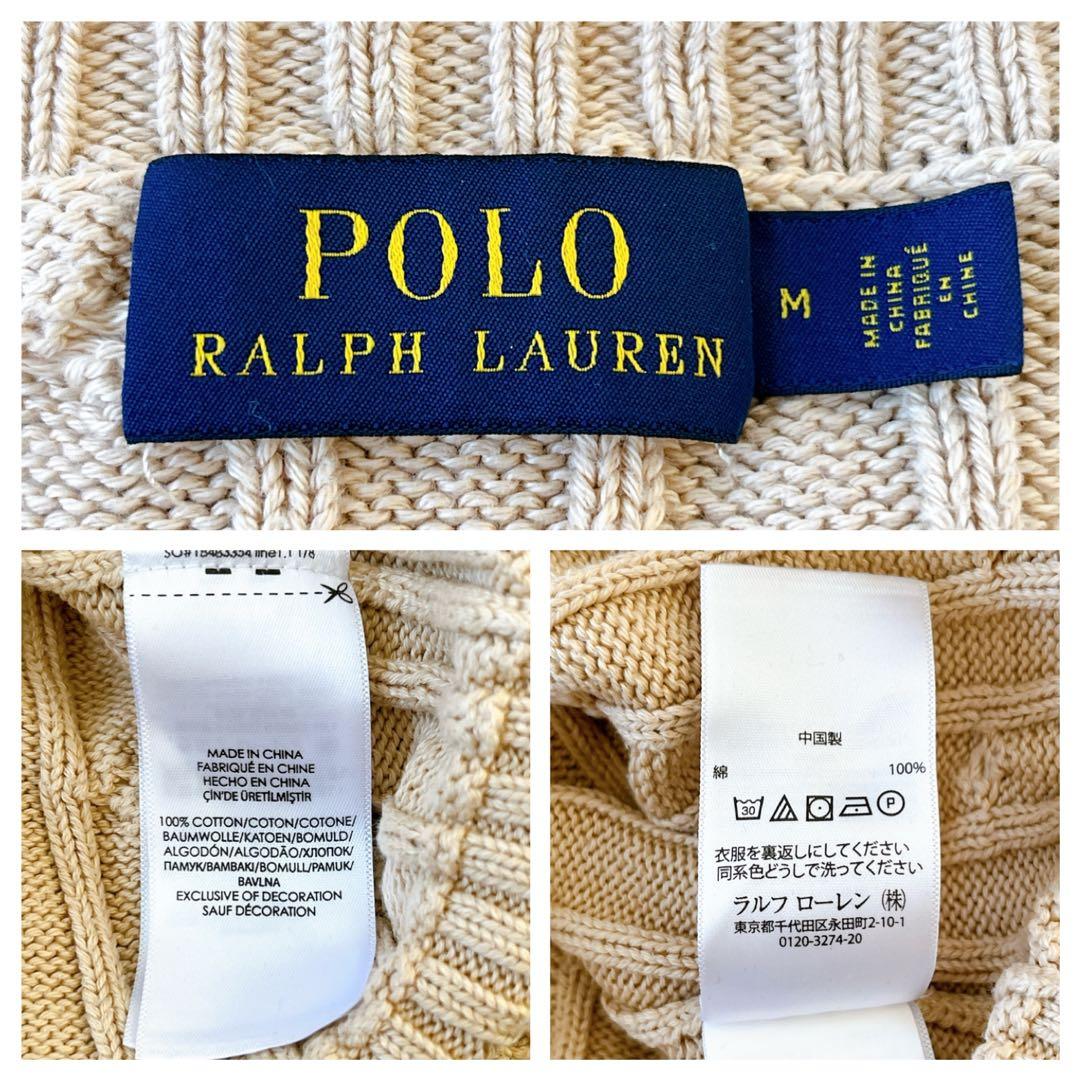 POLO
RALPH LAUREN
M
MADE IN
CHINA
FABRIQUÉ
EN
CHINE
MADE IN CHINA
FABRIQUÉ EN CHINE
HECHO EN CHINA
ÇİN'DE ÜRETİLMİŞTİR
100% COTTON/COTON/COTONE/
BAUMWOLLE/KATOEN/BOMULD/
ALGODÓN/ALGODÃO/ХЛОПОК/
ПАМУК/BAMBAKI/BOMULL/PAMUK/
BAVLNA
EXCLUSIVE OF DECORATION
SAUF DÉCORATION
中国製
綿 100%
30
P
衣服を裏返しにしてください
同系色どうしで洗ってください
ラルフ ローレン (株)
東京都千代田区永田町2-10-1
0120-3274-20